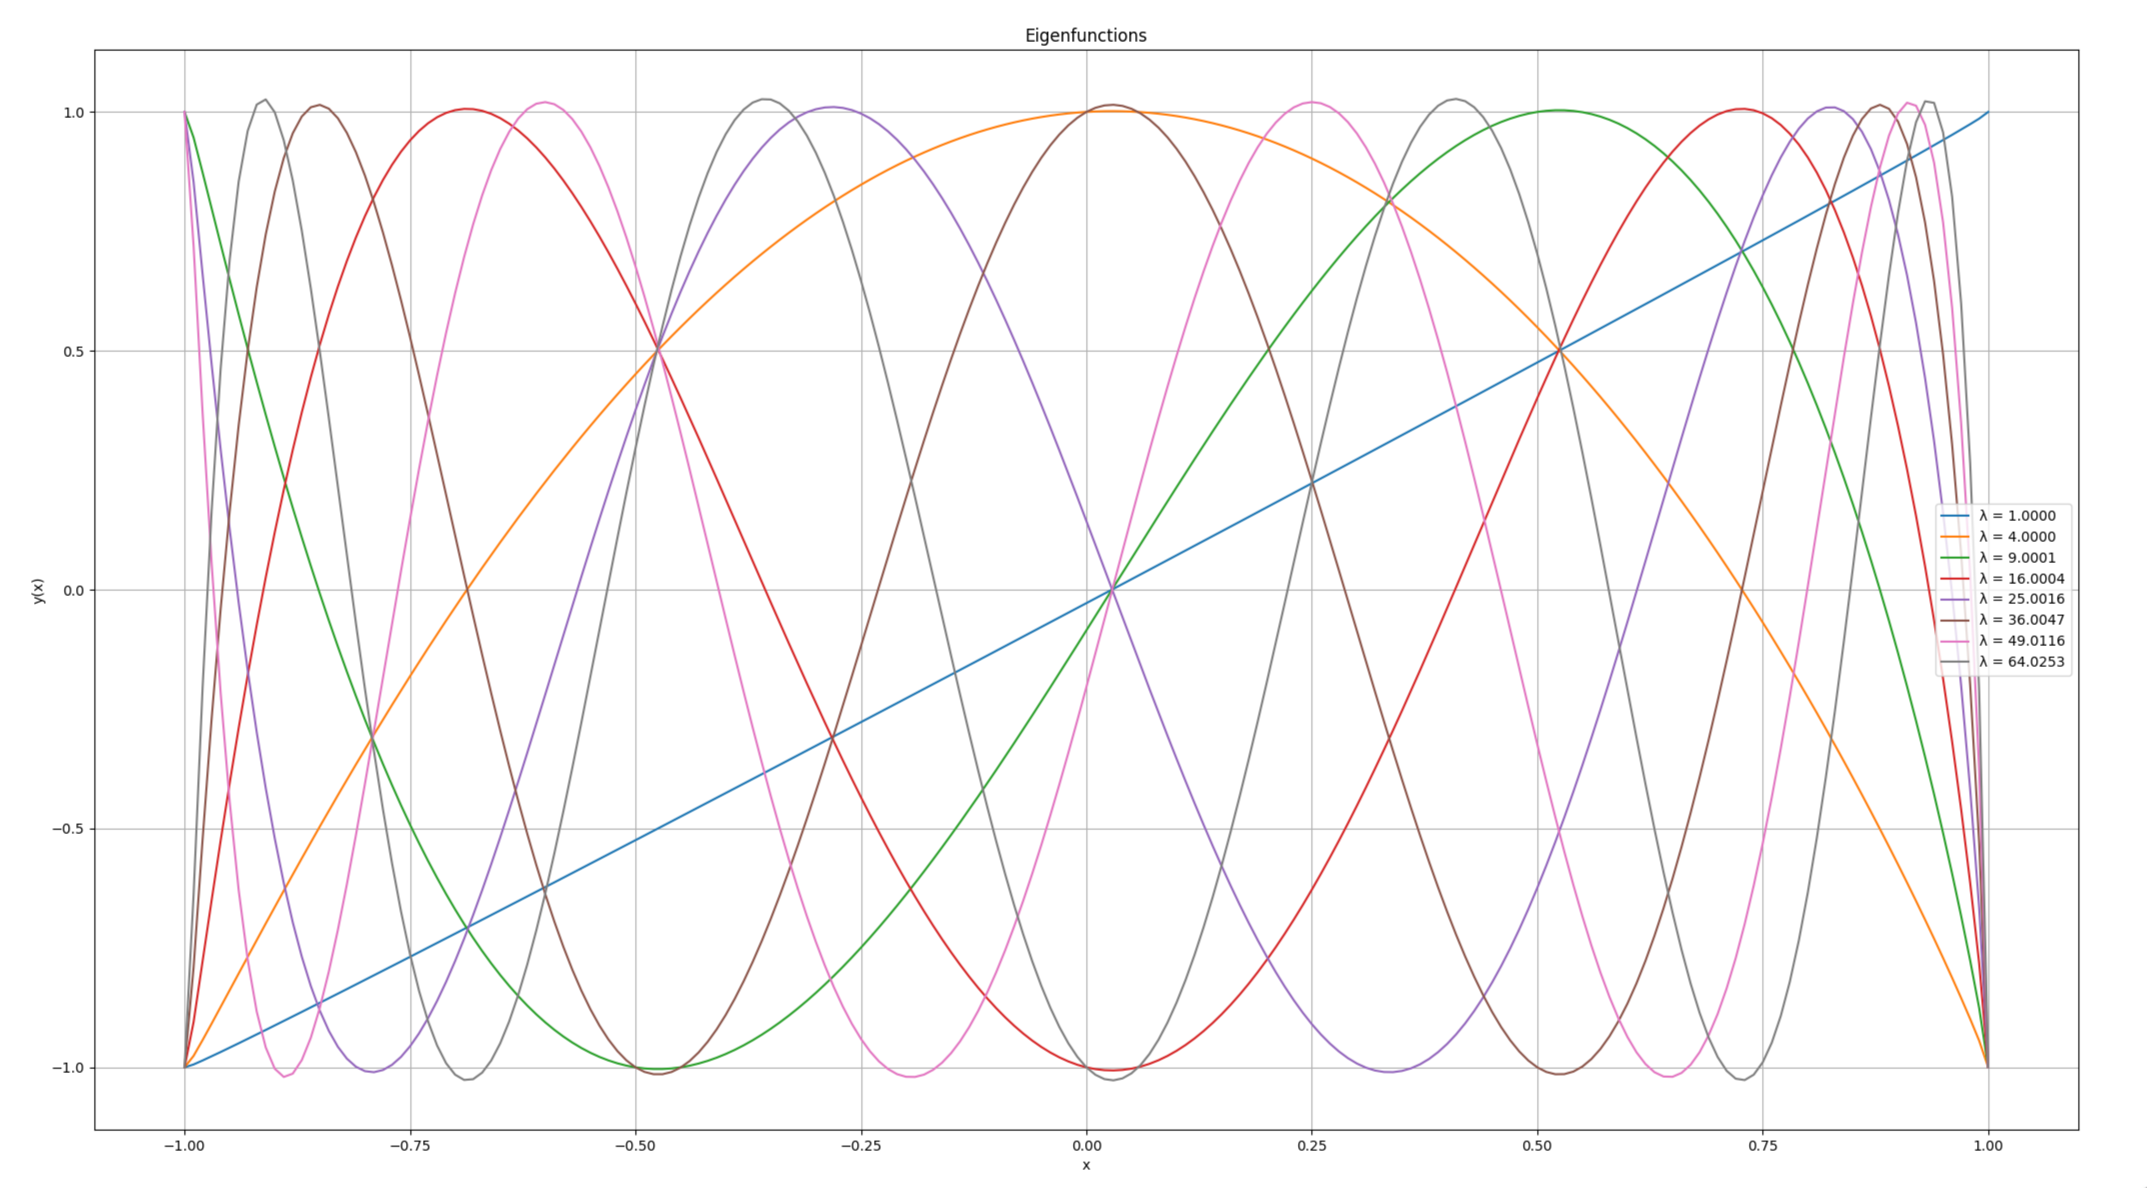 Eigenfunctions
1.0
0.5
0.0
−0.5
−1.0
y(x)
λ = 1.0000
λ = 4.0000
λ = 9.0001
λ = 16.0004
λ = 25.0016
λ = 36.0047
λ = 49.0116
λ = 64.0253
−1.00 −0.75 −0.50 −0.25 0.00 0.25 0.50 0.75 1.00
x